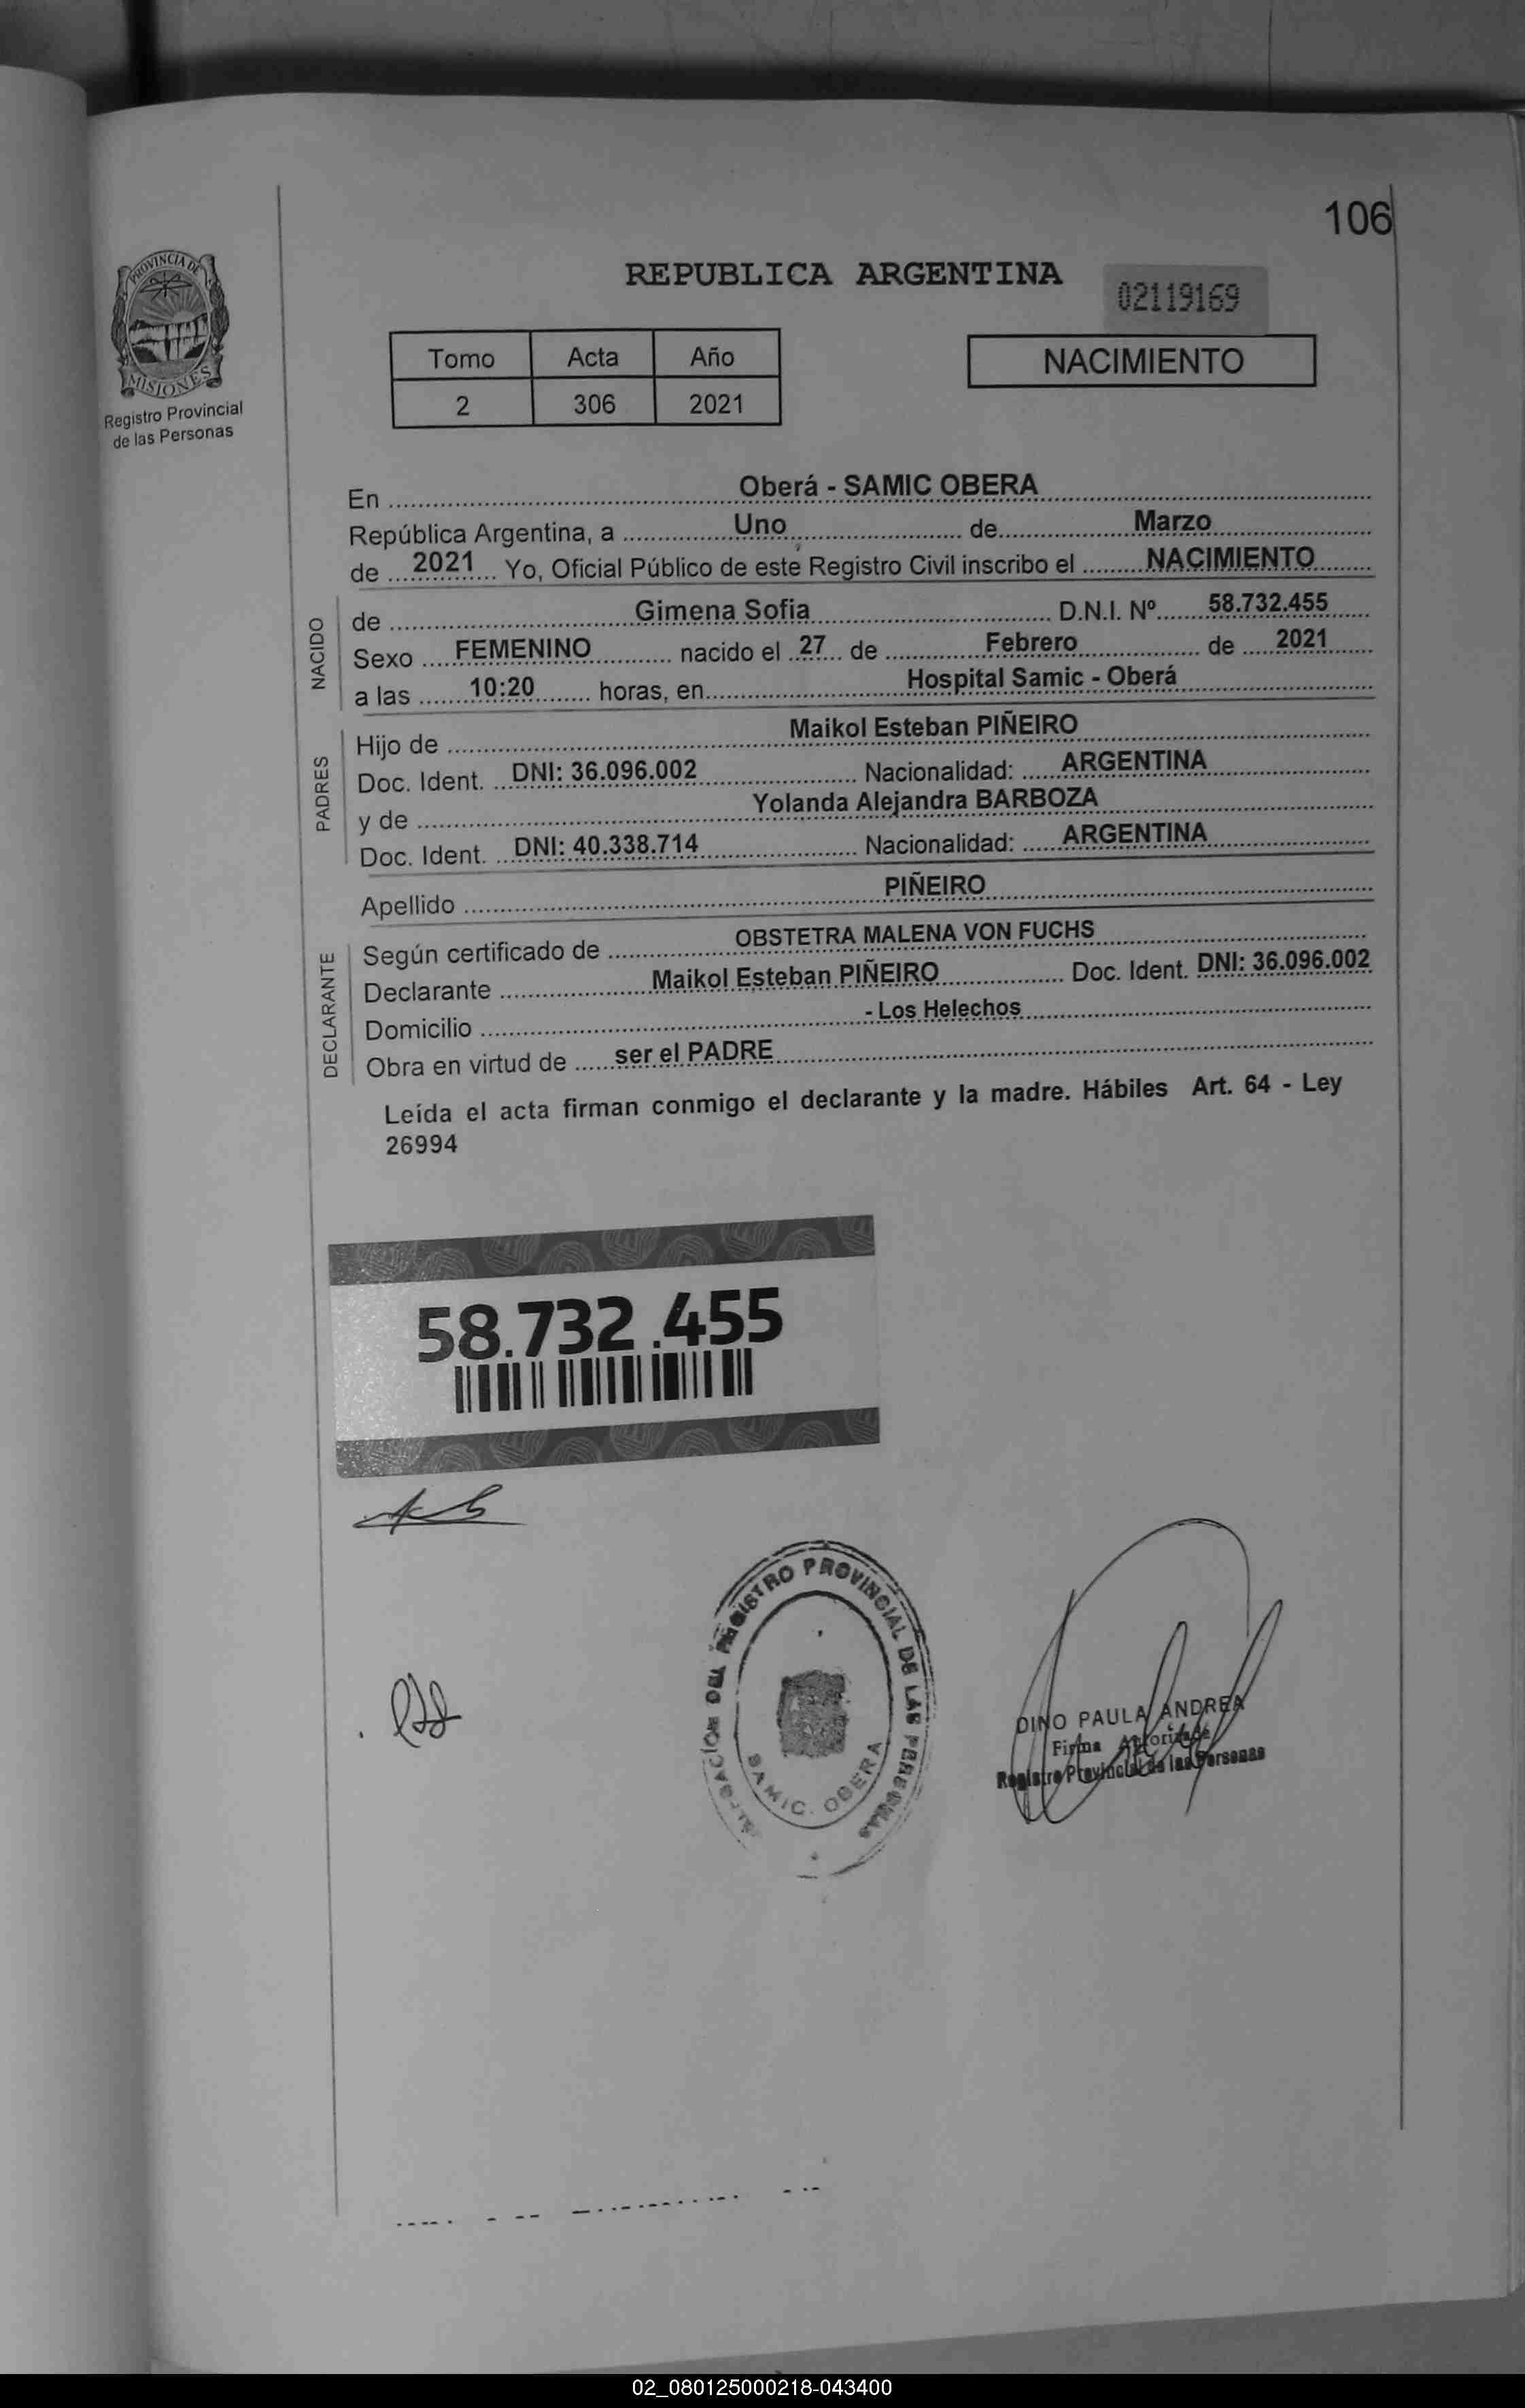 106
PROVINCIA DE
MISIONES
Registro Provincial
de las Personas
REPUBLICA ARGENTINA
02119169
Tomo Acta Año
2 306 2021
NACIMIENTO
En Oberá - SAMIC OBERA
República Argentina, a Uno de Marzo
de 2021 Yo, Oficial Público de este Registro Civil inscribo el NACIMIENTO
NACIDO
de Gimena Sofia D.N.I. Nº 58.732.455
Sexo FEMENINO nacido el 27 de Febrero de 2021
a las 10:20 horas, en Hospital Samic - Oberá
PADRES
Hijo de Maikol Esteban PIÑEIRO
Doc. Ident. DNI: 36.096.002 Nacionalidad: ARGENTINA
y de Yolanda Alejandra BARBOZA
Doc. Ident. DNI: 40.338.714 Nacionalidad: ARGENTINA
Apellido PIÑEIRO
DECLARANTE
Según certificado de OBSTETRA MALENA VON FUCHS
Declarante Maikol Esteban PIÑEIRO Doc. Ident. DNI: 36.096.002
Domicilio - Los Helechos
Obra en virtud de ser el PADRE
Leída el acta firman conmigo el declarante y la madre. Hábiles Art. 64 - Ley
26994
58.732.455
DEL REGISTRO PROVINCIAL DE LAS PERSONAS
SAMIC. OBERA
DINO PAULA ANDREA
Firma Autorizada
Registro Provincial de las Personas
02_080125000218-043400